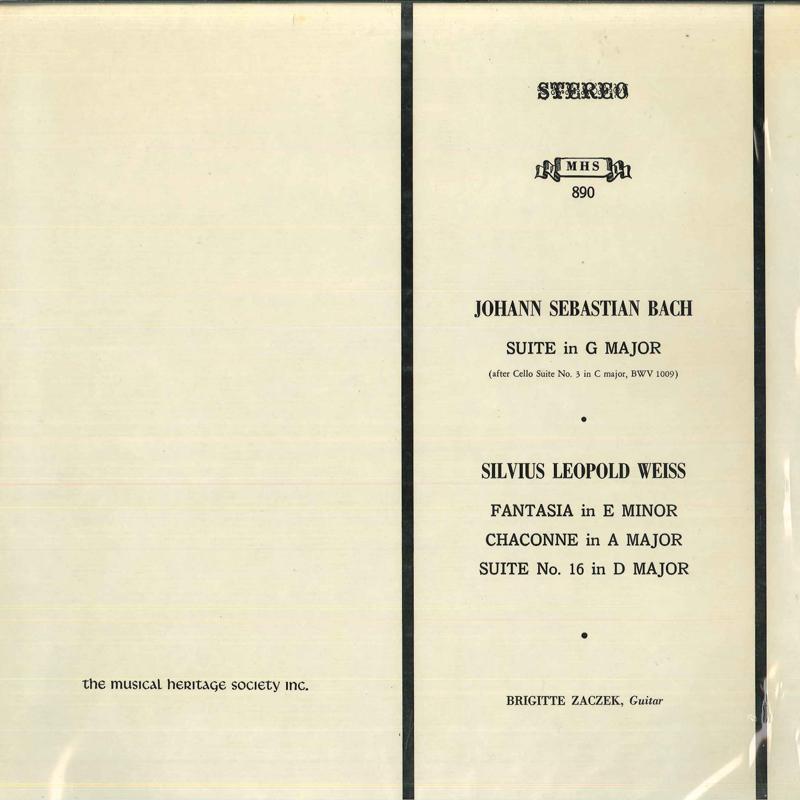 STEREO
MHS
890
JOHANN SEBASTIAN BACH
SUITE in G MAJOR
(after Cello Suite No. 3 in C major, BWV 1009)
SILVIUS LEOPOLD WEISS
FANTASIA in E MINOR
CHACONNE in A MAJOR
SUITE No. 16 in D MAJOR
BRIGITTE ZACZEK, Guitar
the musical heritage society inc.